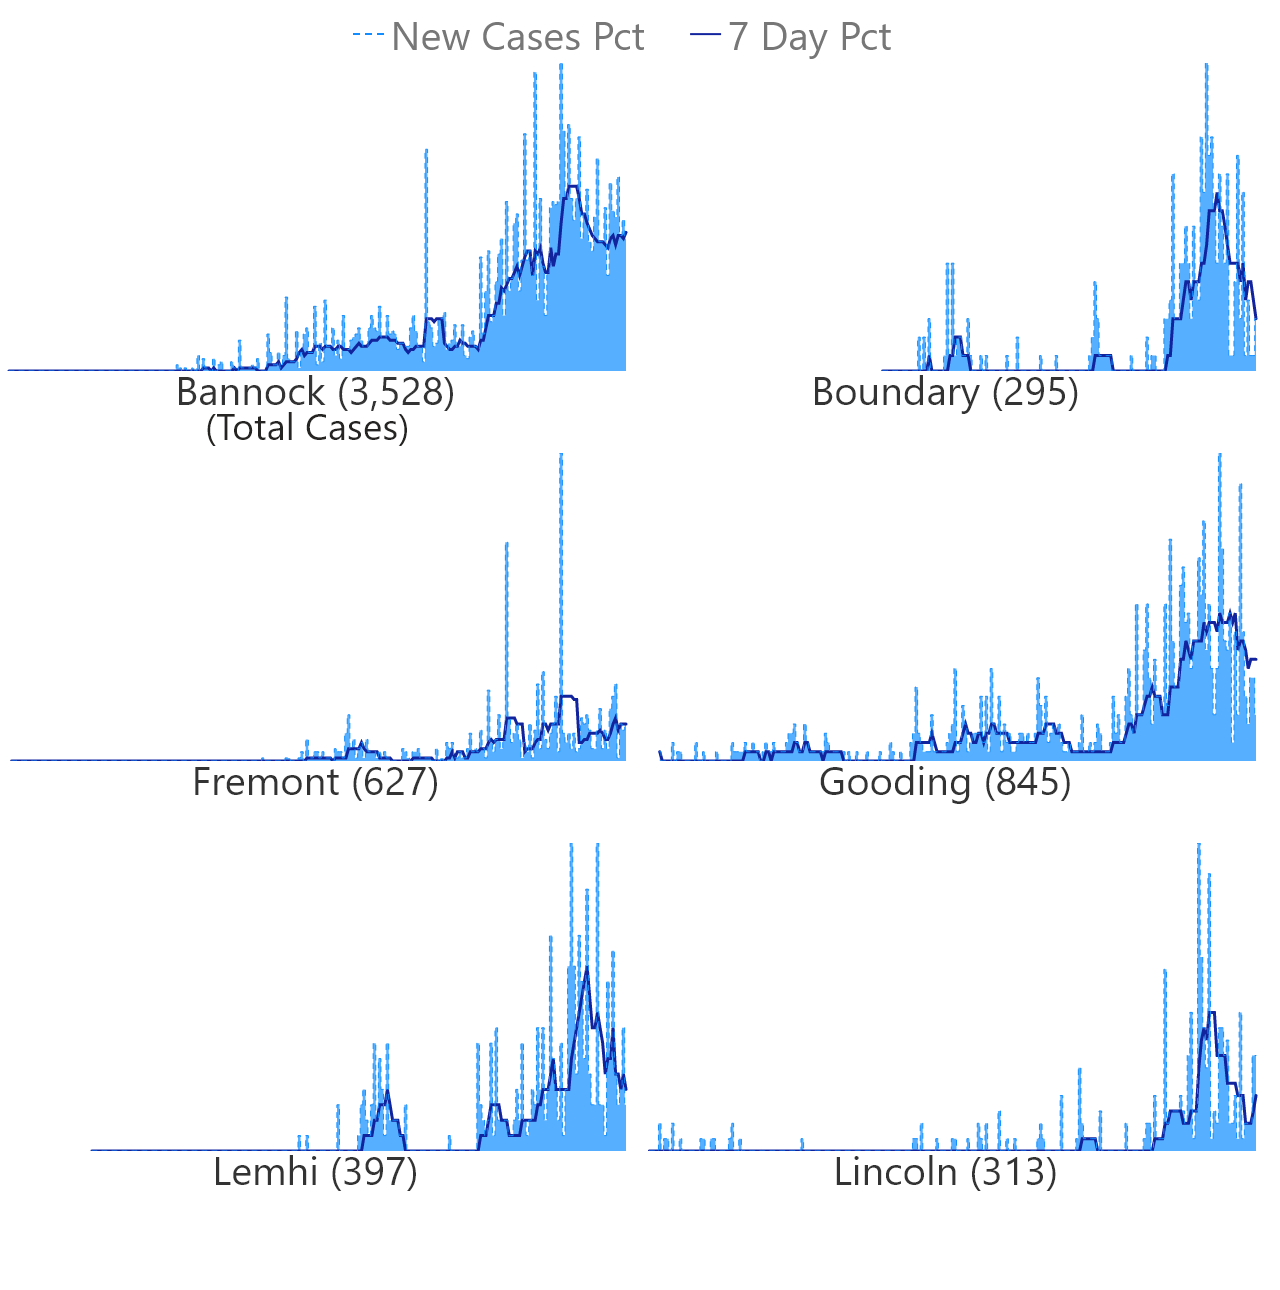 New Cases Pct 7 Day Pct
Bannock (3,528)
(Total Cases)
Boundary (295)
Fremont (627)
Gooding (845)
Lemhi (397)
Lincoln (313)